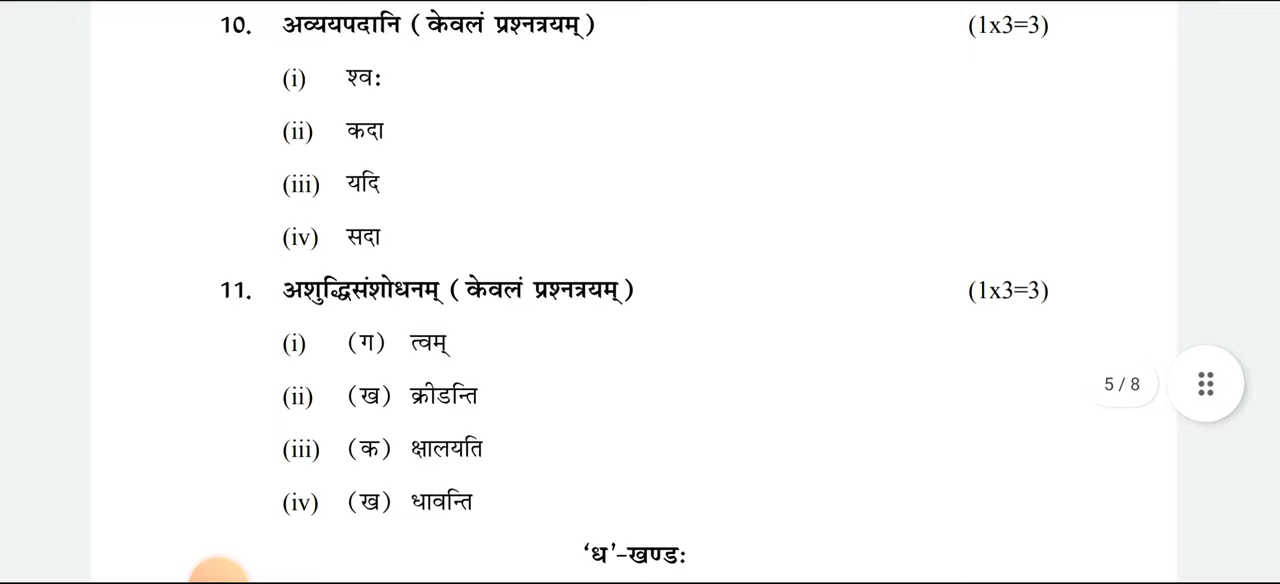 10. अव्ययपदानि ( केवलं प्रश्नत्रयम् ) (1x3=3)
(i) श्वः
(ii) कदा
(iii) यदि
(iv) सदा
11. अशुद्धिसंशोधनम् ( केवलं प्रश्नत्रयम् ) (1x3=3)
(i) (ग) त्वम्
(ii) (ख) क्रीडन्ति
(iii) (क) क्षालयति
(iv) (ख) धावन्ति
5 / 8
‘ध’-खण्डः